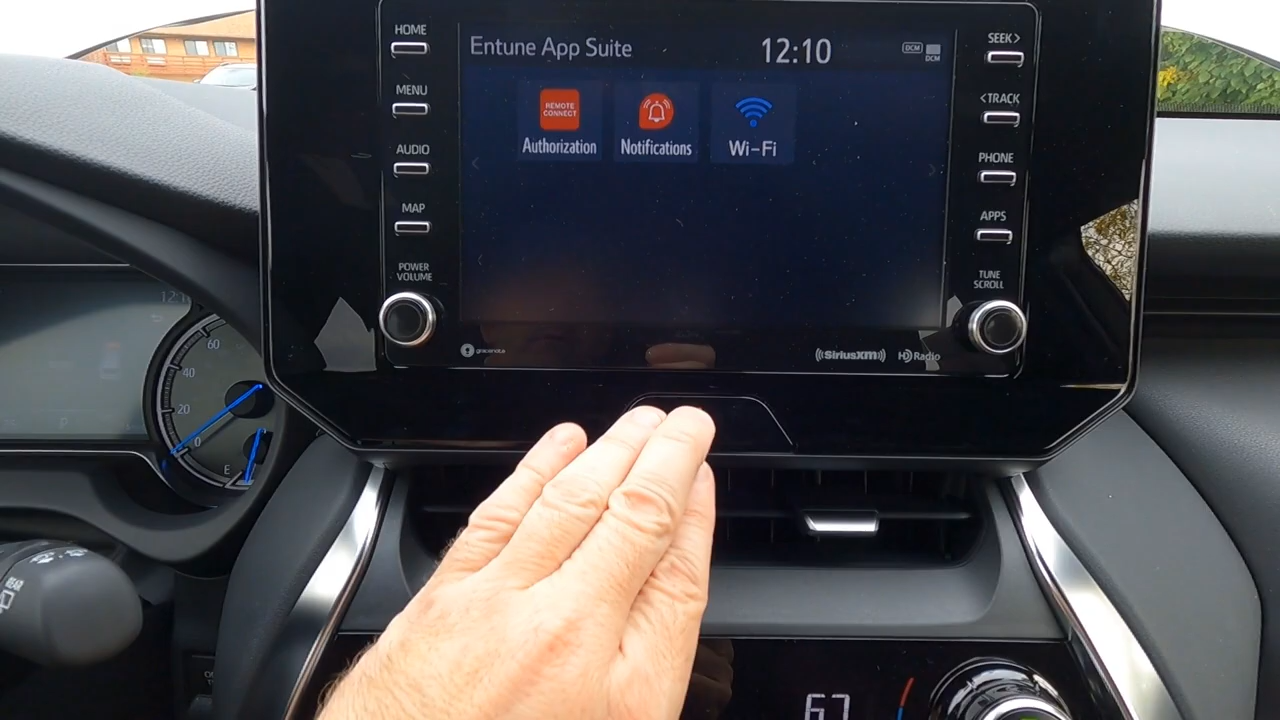 HOME
MENU
AUDIO
MAP
POWER
VOLUME
Entune App Suite
12:10
DCM
DCM
REMOTE
CONNECT
Authorization
Notifications
Wi-Fi
SEEK>
<TRACK
PHONE
APPS
TUNE
SCROLL
gracenote
((SiriusXM))
HD Radio
60
40
20
0
E
67